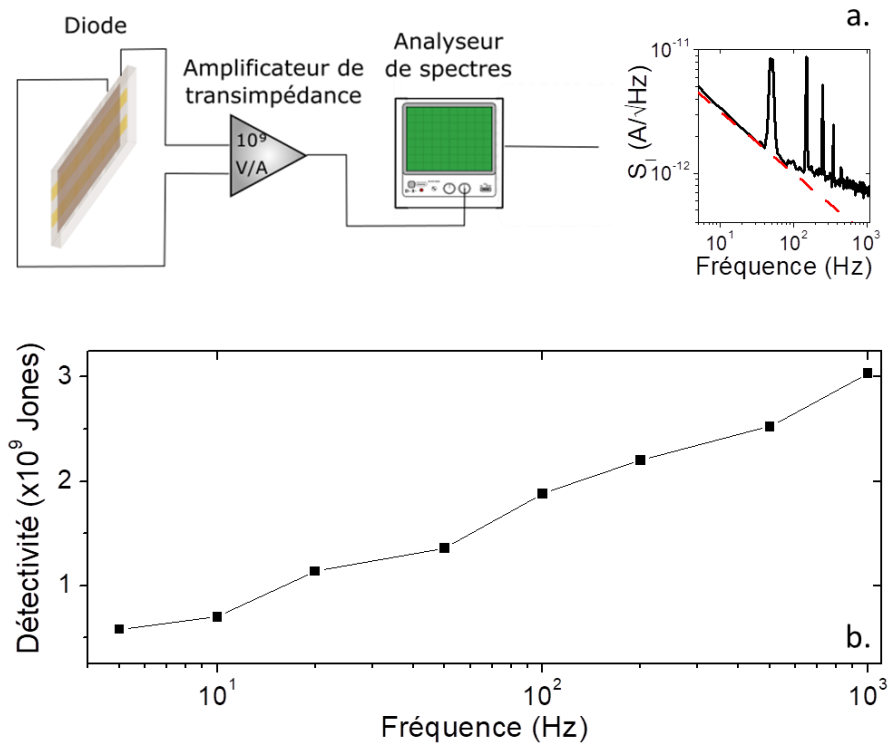 a.
Diode
Amplificateur de
transimpédance
Analyseur
de spectres
10⁹
V/A
S_I (A/√Hz)
10⁻¹¹
10⁻¹²
10¹ 10² 10³
Fréquence (Hz)
Détectivité (x10⁹ Jones)
3
2
1
b.
10¹ 10² 10³
Fréquence (Hz)